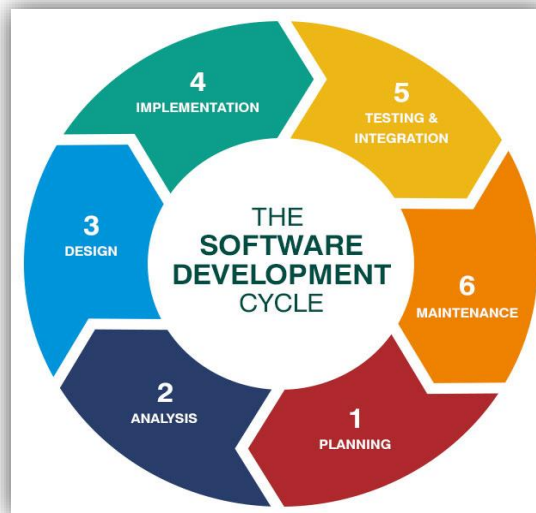 THE
SOFTWARE
DEVELOPMENT
CYCLE
1
PLANNING
2
ANALYSIS
3
DESIGN
4
IMPLEMENTATION
5
TESTING &
INTEGRATION
6
MAINTENANCE